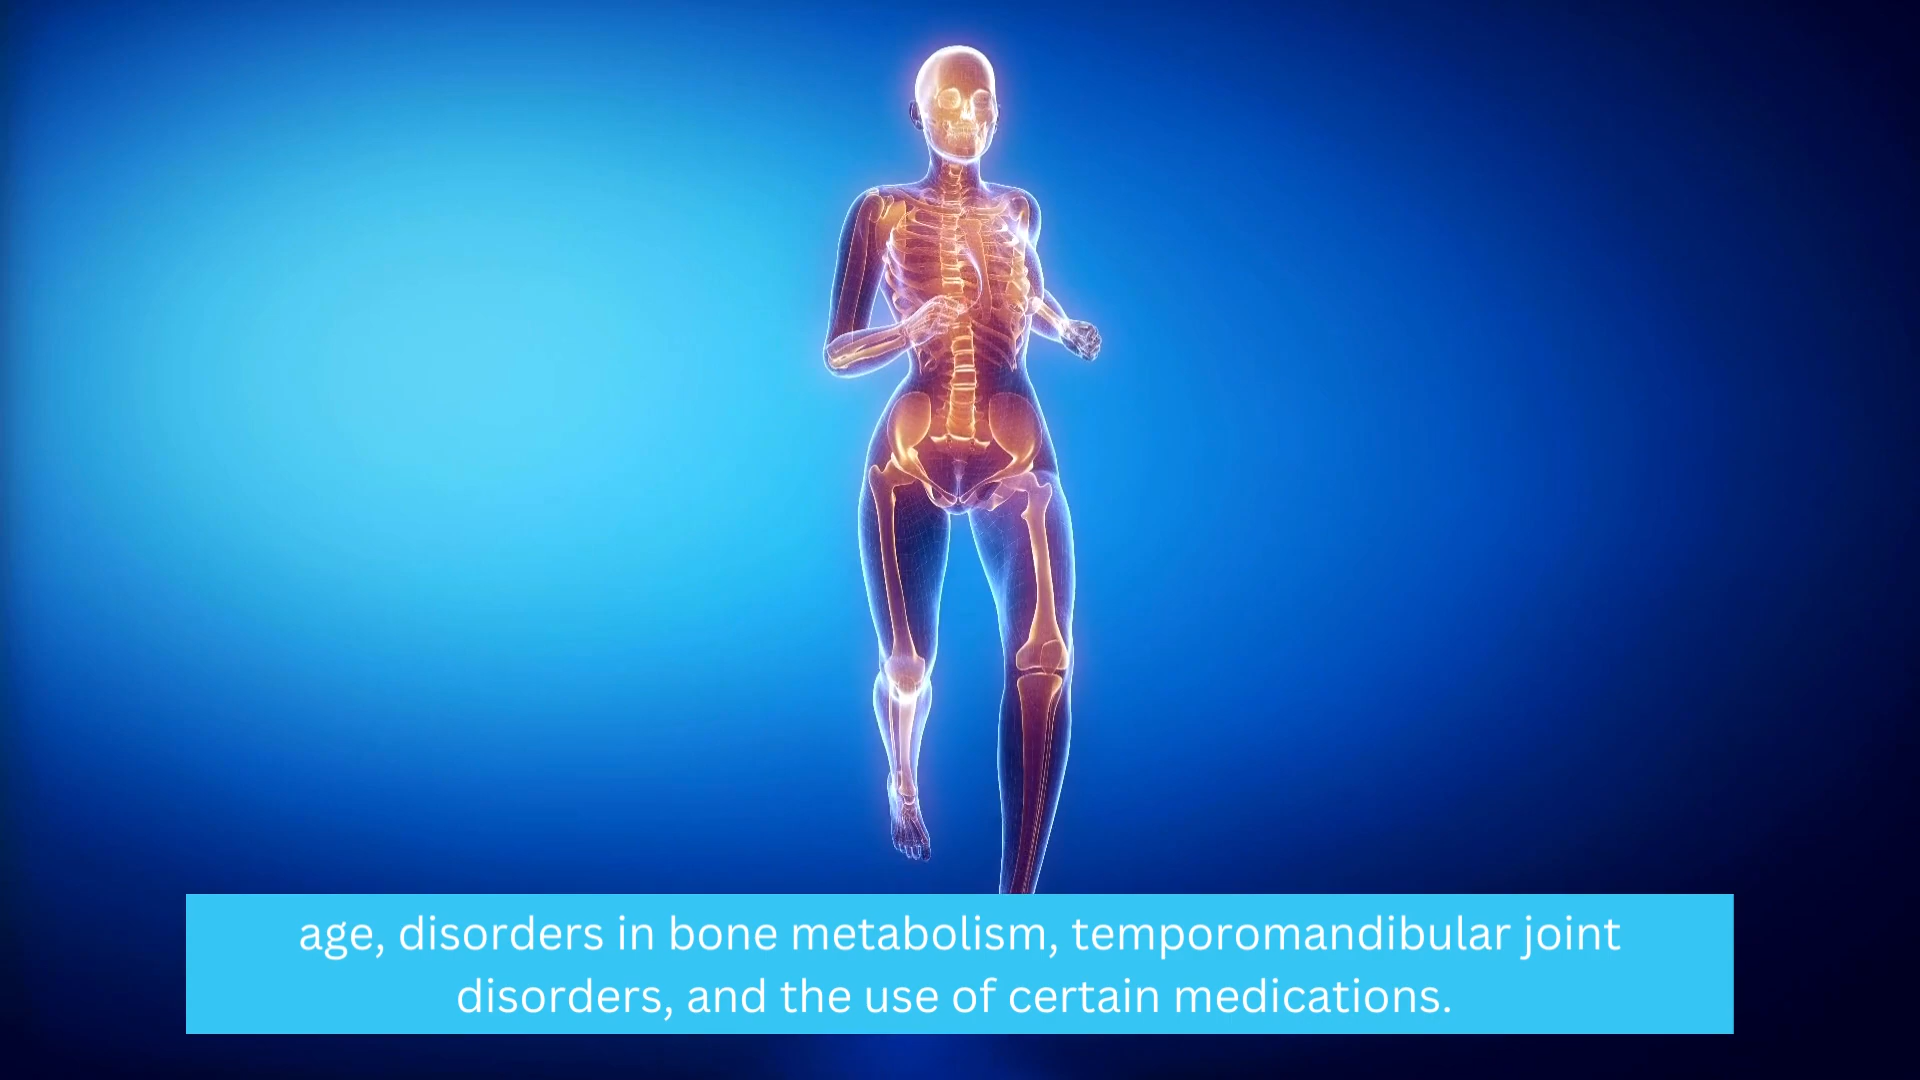 age, disorders in bone metabolism, temporomandibular joint
disorders, and the use of certain medications.